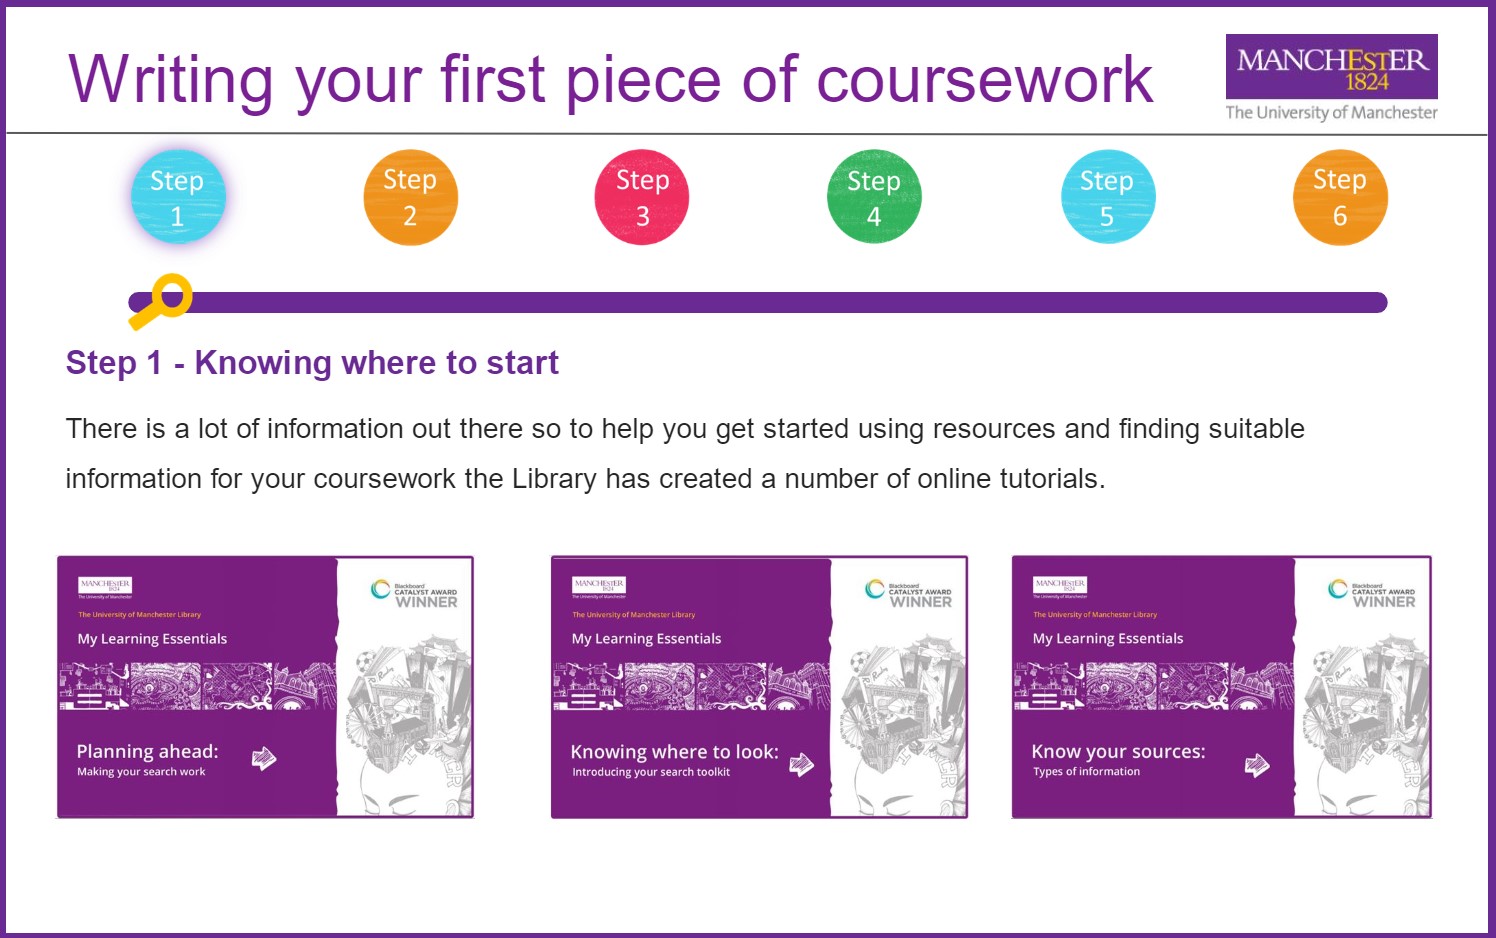 Writing your first piece of coursework
MANCHESTER
1824
The University of Manchester
Step
1
Step
2
Step
3
Step
4
Step
5
Step
6
Step 1 - Knowing where to start
There is a lot of information out there so to help you get started using resources and finding suitable
information for your coursework the Library has created a number of online tutorials.
MANCHESTER
1824
The University of Manchester
Blackboard
CATALYST AWARD
WINNER
The University of Manchester Library
My Learning Essentials
Planning ahead:
Making your search work
MANCHESTER
1824
The University of Manchester
Blackboard
CATALYST AWARD
WINNER
The University of Manchester Library
My Learning Essentials
Knowing where to look:
Introducing your search toolkit
MANCHESTER
1824
The University of Manchester
Blackboard
CATALYST AWARD
WINNER
The University of Manchester Library
My Learning Essentials
Know your sources:
Types of information